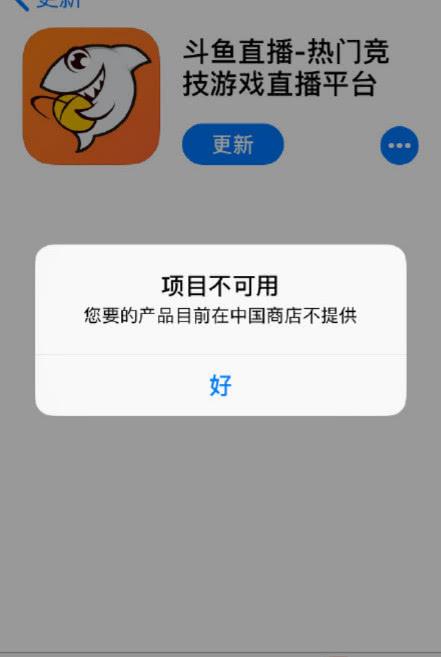 更新
斗鱼直播-热门竞
技游戏直播平台
更新
项目不可用
您要的产品目前在中国商店不提供
好